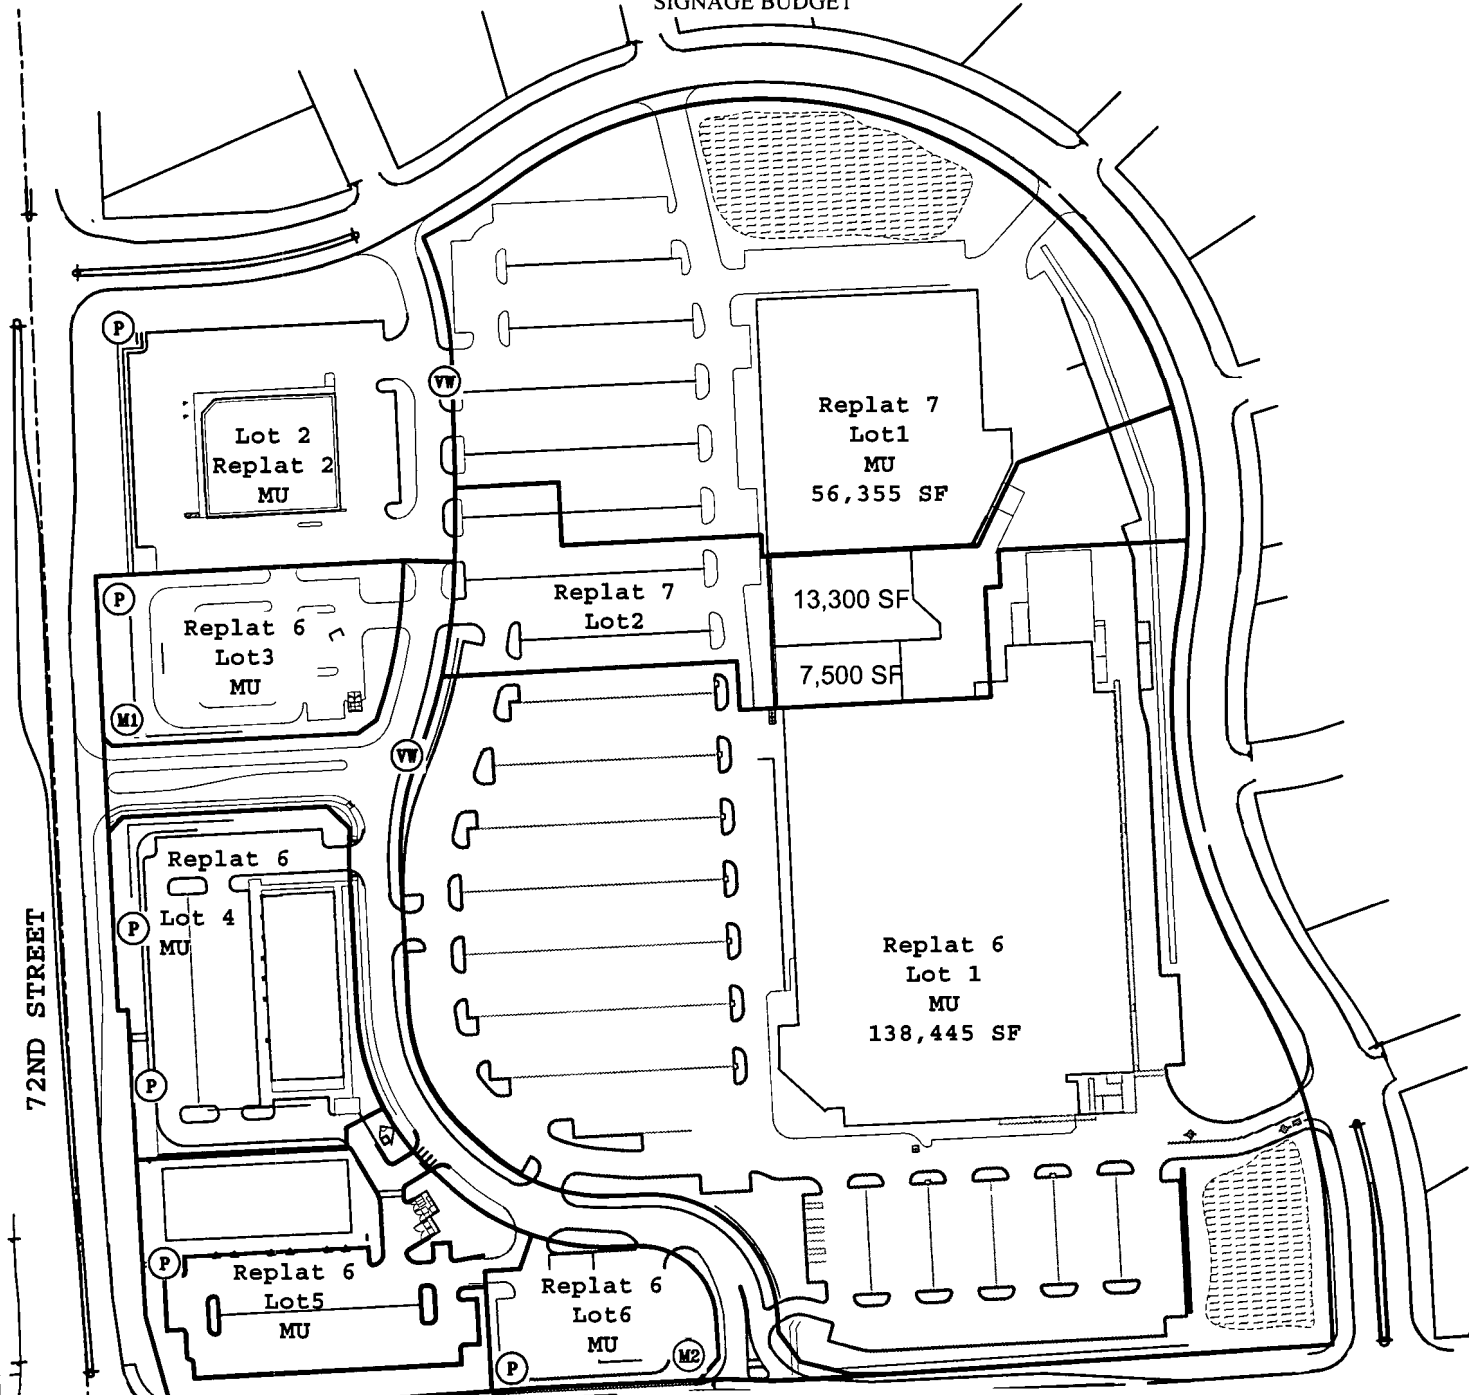 SIGNAGE BUDGET
P
VW
Replat 7
Lot1
MU
56,355 SF
Lot 2
Replat 2
MU
P
Replat 6
Lot3
MU
M1
Replat 7
Lot2
13,300 SF
7,500 SF
VW
Replat 6
Lot 4
MU
P
P
72ND STREET
Replat 6
Lot 1
MU
138,445 SF
P
Replat 6
Lot5
MU
Replat 6
Lot6
MU
P
M2